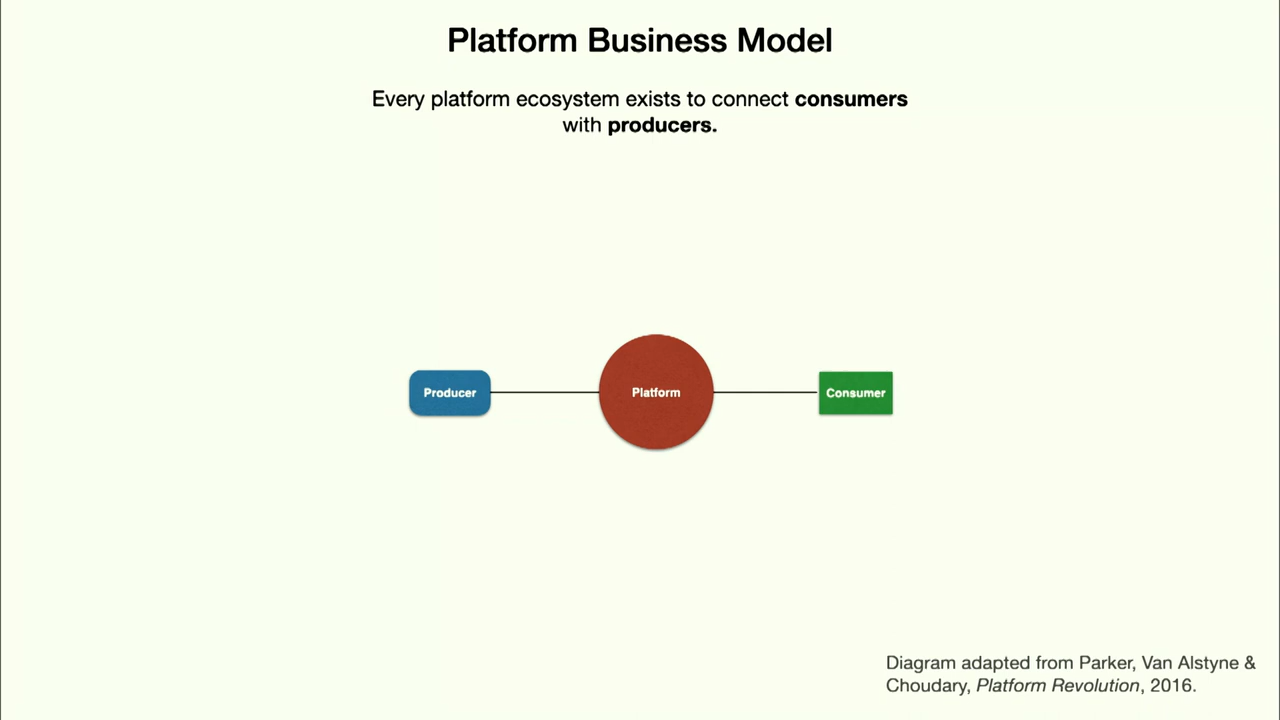 Platform Business Model
Every platform ecosystem exists to connect consumers
with producers.
Producer
Platform
Consumer
Diagram adapted from Parker, Van Alstyne &
Choudary, Platform Revolution, 2016.